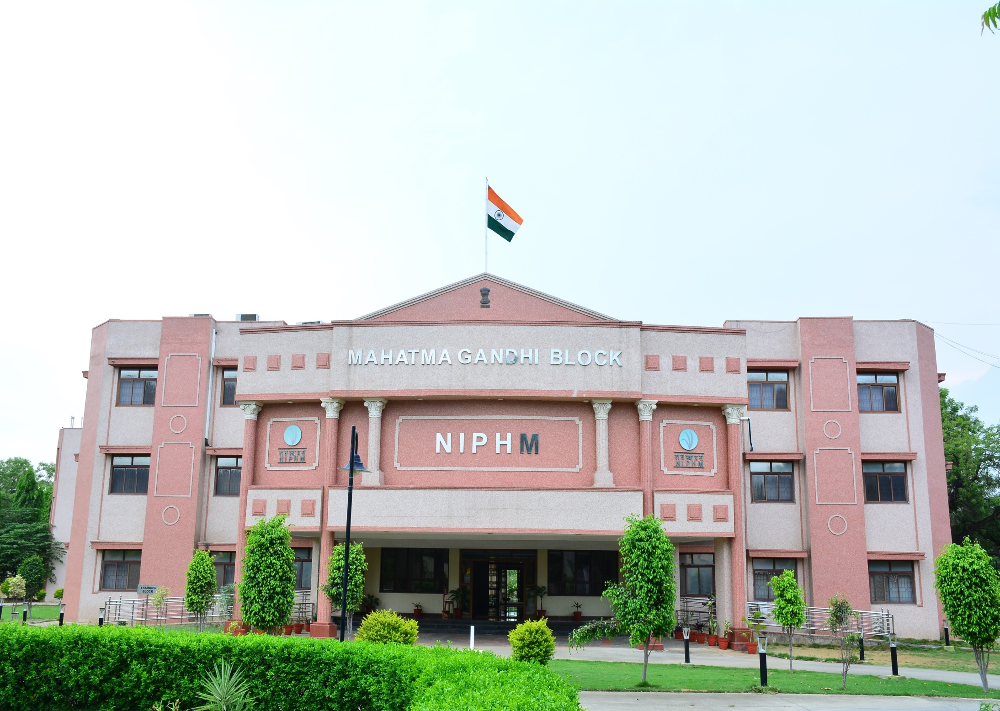 MAHATMA GANDHI BLOCK
NIPHM
रा व स्वा प्र सं
NIPHM
रा व स्वा प्र सं
NIPHM
TRAINING
BLOCK